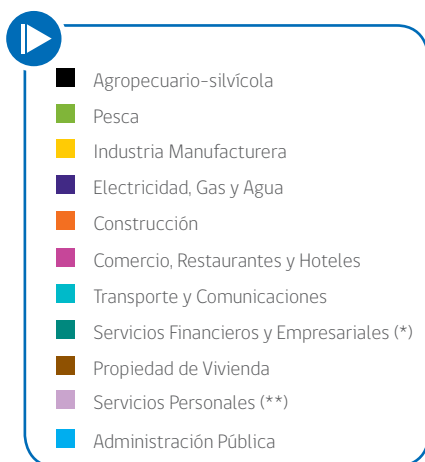 Agropecuario-silvícola
Pesca
Industria Manufacturera
Electricidad, Gas y Agua
Construcción
Comercio, Restaurantes y Hoteles
Transporte y Comunicaciones
Servicios Financieros y Empresariales (*)
Propiedad de Vivienda
Servicios Personales (**)
Administración Pública